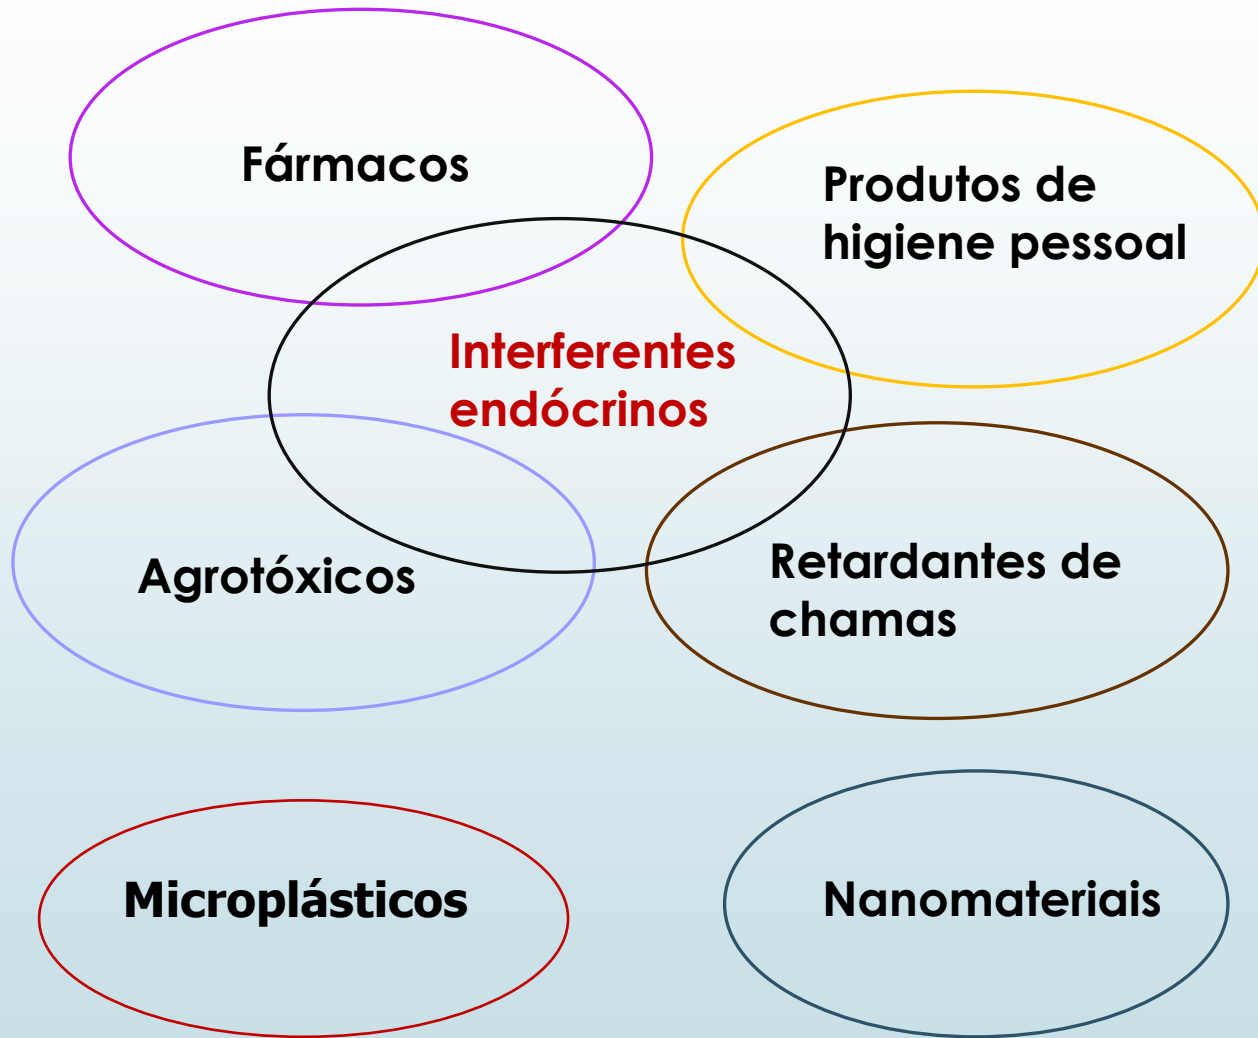 Fármacos
Produtos de
higiene pessoal
Interferentes
endócrinos
Agrotóxicos
Retardantes de
chamas
Microplásticos
Nanomateriais